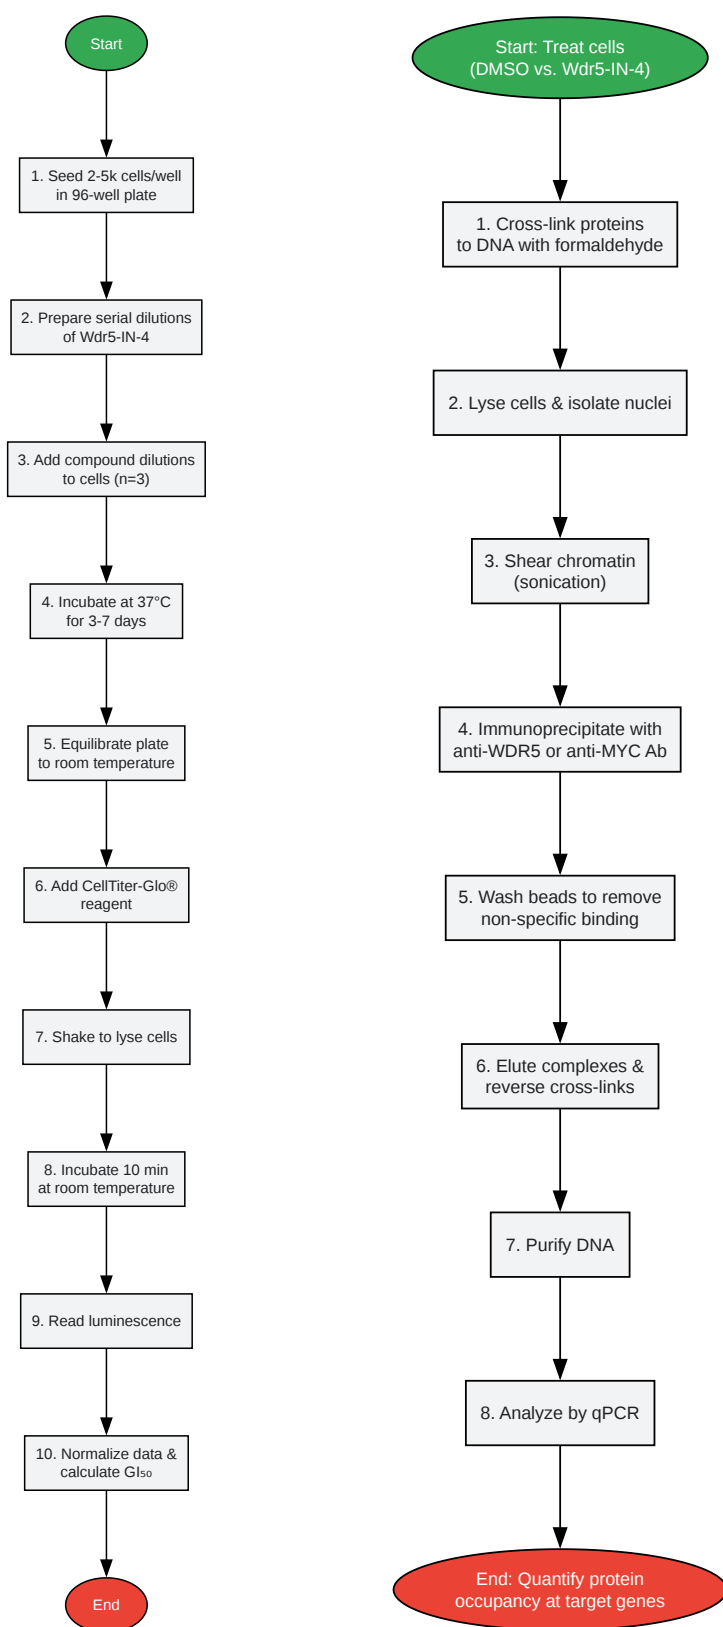 Start
1. Seed 2-5k cells/well
in 96-well plate
2. Prepare serial dilutions
of Wdr5-IN-4
3. Add compound dilutions
to cells (n=3)
4. Incubate at 37°C
for 3-7 days
5. Equilibrate plate
to room temperature
6. Add CellTiter-Glo®
reagent
7. Shake to lyse cells
8. Incubate 10 min
at room temperature
9. Read luminescence
10. Normalize data &
calculate GI₅₀
End
Start: Treat cells
(DMSO vs. Wdr5-IN-4)
1. Cross-link proteins
to DNA with formaldehyde
2. Lyse cells & isolate nuclei
3. Shear chromatin
(sonication)
4. Immunoprecipitate with
anti-WDR5 or anti-MYC Ab
5. Wash beads to remove
non-specific binding
6. Elute complexes &
reverse cross-links
7. Purify DNA
8. Analyze by qPCR
End: Quantify protein
occupancy at target genes